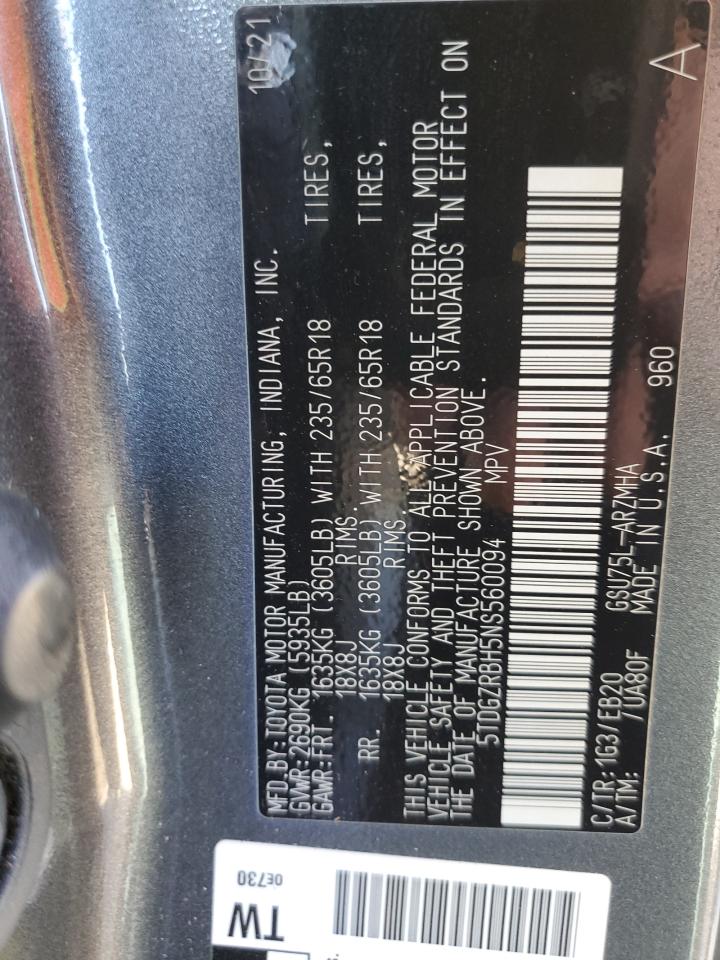 MFD.BY:TOYOTA MOTOR MANUFACTURING, INDIANA, INC. 10/21
GVWR:2690KG (5935LB)
GAWR:FRT. 1635KG (3605LB) WITH 235/65R18 TIRES,
18X8J RIMS.
RR. 1635KG (3605LB) WITH 235/65R18 TIRES,
18X8J RIMS
THIS VEHICLE CONFORMS TO ALL APPLICABLE FEDERAL MOTOR
VEHICLE SAFETY AND THEFT PREVENTION STANDARDS IN EFFECT ON
THE DATE OF MANUFACTURE SHOWN ABOVE.
5TDGZRBH5NS560094 MPV
C/TR:1G3/EB20 GSU75L-ARZMHA 960
A/TM: /UA80F MADE IN U.S.A. A
0E730
TW